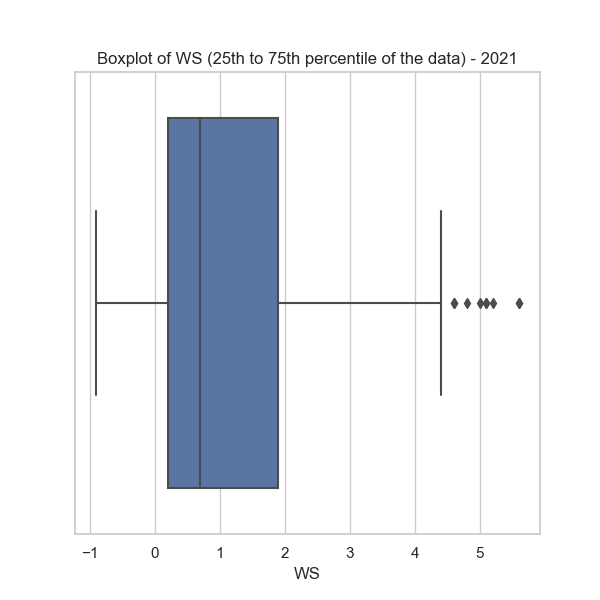 Boxplot of WS (25th to 75th percentile of the data) - 2021
−1 0 1 2 3 4 5
WS